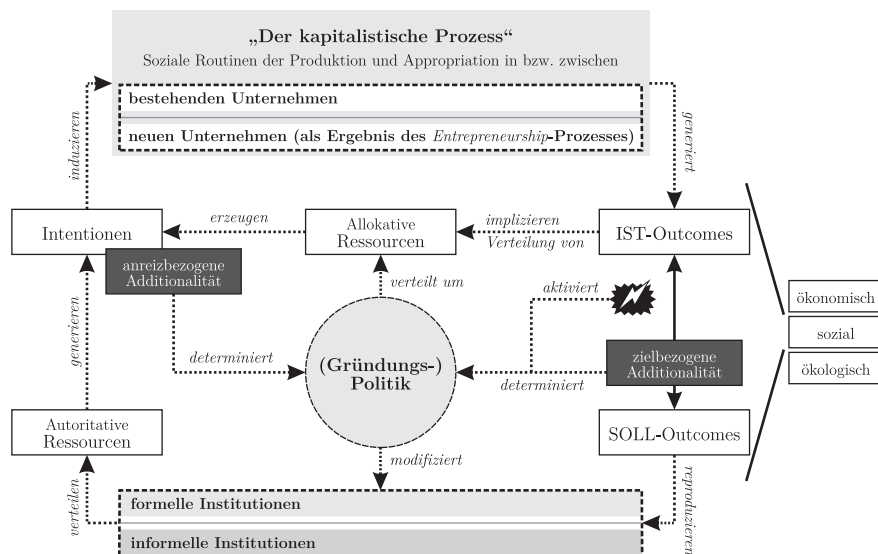 „Der kapitalistische Prozess“
Soziale Routinen der Produktion und Appropriation in bzw. zwischen
bestehenden Unternehmen
neuen Unternehmen (als Ergebnis des Entrepreneurship-Prozesses)
induzieren
generiert
Intentionen
erzeugen
Allokative
Ressourcen
implizieren
Verteilung von
IST-Outcomes
anreizbezogene
Additionalität
verteilt um
aktiviert
ökonomisch
sozial
ökologisch
generieren
determiniert
(Gründungs-)
Politik
determiniert
zielbezogene
Additionalität
Autoritative
Ressourcen
SOLL-Outcomes
modifiziert
verteilen
reproduzieren
formelle Institutionen
informelle Institutionen